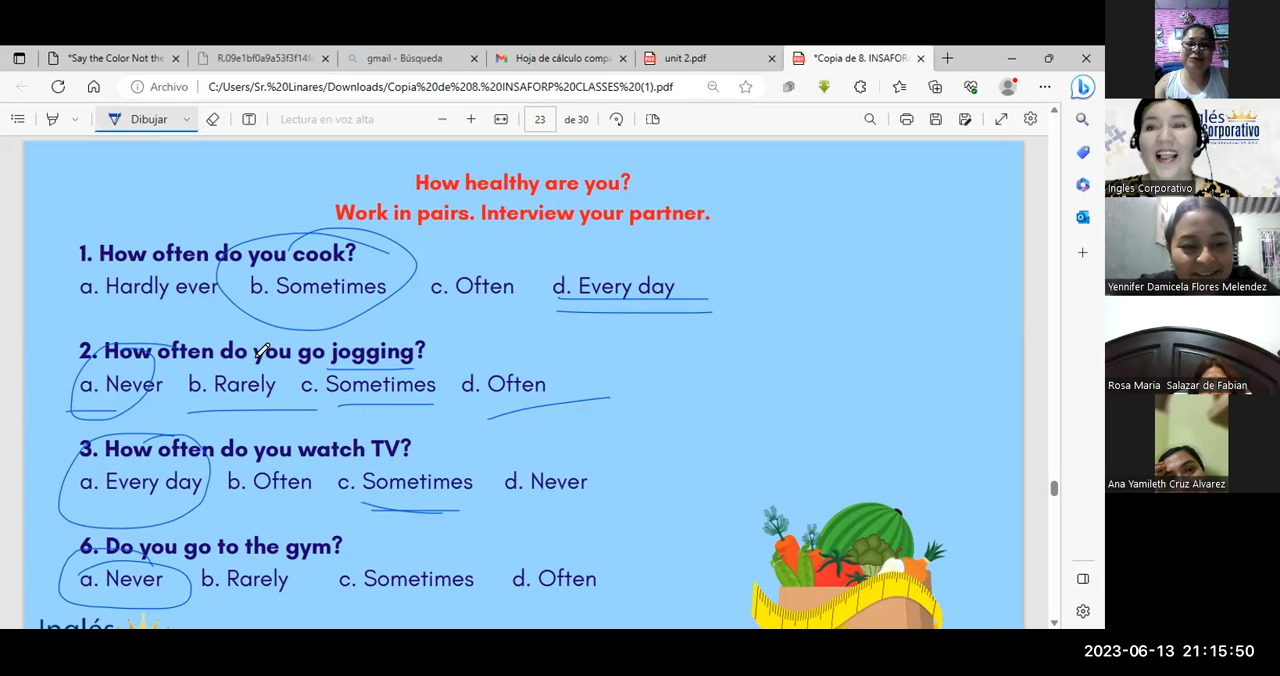 *Say the Color Not the
R.09e1bf0a9a53f3f14f
gmail - Búsqueda
Hoja de cálculo comp
unit 2.pdf
*Copia de 8. INSAFORP
Archivo
C:/Users/Sr.%20Linales/Downloads/Copia%20de%208.%20INSAFORP%20CLASSES%20(1).pdf
Dibujar
Lectura en voz alta
23
de 30
How healthy are you?
Work in pairs. Interview your partner.
1. How often do you cook?
a. Hardly ever b. Sometimes c. Often d. Every day
2. How often do you go jogging?
a. Never b. Rarely c. Sometimes d. Often
3. How often do you watch TV?
a. Every day b. Often c. Sometimes d. Never
6. Do you go to the gym?
a. Never b. Rarely c. Sometimes d. Often
Inglés
Inglés
Corporativo
Ingles Corporativo
Yennifer Damicela Flores Melendez
Rosa Maria Salazar de Fabian
Ana Yamileth Cruz Alvarez
2023-06-13 21:15:50